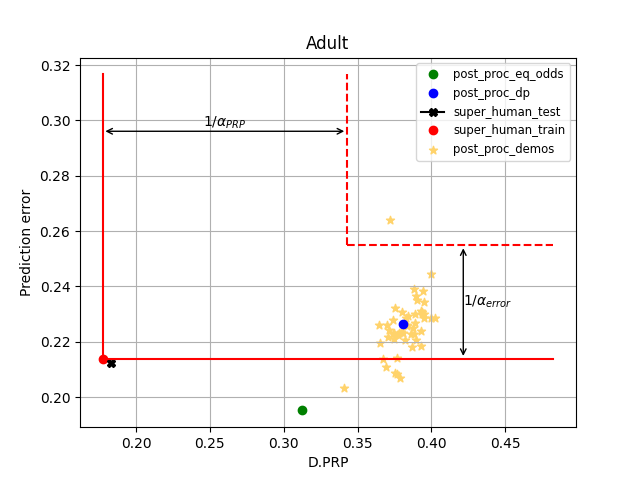 Adult
0.32
0.30
0.28
0.26
0.24
0.22
0.20
Prediction error
post_proc_eq_odds
post_proc_dp
super_human_test
super_human_train
post_proc_demos
1/α_PRP
1/α_error
0.20 0.25 0.30 0.35 0.40 0.45
D.PRP